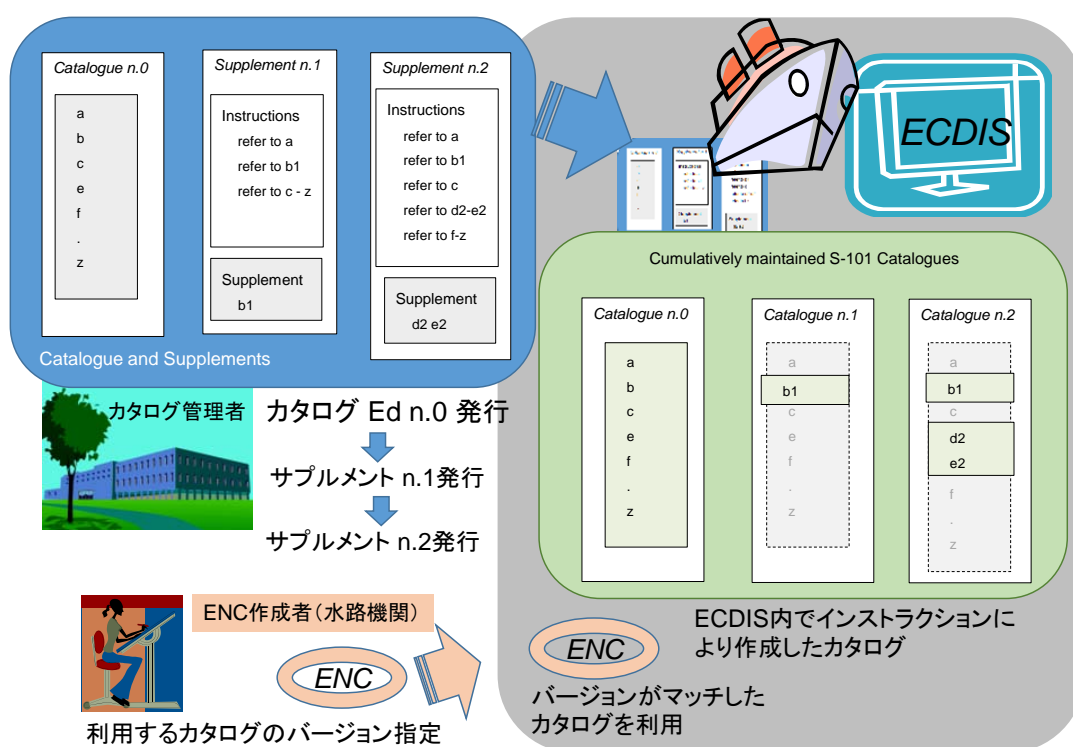 Catalogue n.0
a
b
c
e
f
.
z
Supplement n.1
Instructions
refer to a
refer to b1
refer to c - z
Supplement
b1
Supplement n.2
Instructions
refer to a
refer to b1
refer to c
refer to d2-e2
refer to f-z
Supplement
d2 e2
Catalogue and Supplements
ECDIS
カタログ管理者
カタログ Ed n.0 発行
サプルメント n.1発行
サプルメント n.2発行
Cumulatively maintained S-101 Catalogues
Catalogue n.0
a
b
c
e
f
.
z
Catalogue n.1
a
b1
c
e
f
.
z
Catalogue n.2
a
b1
c
d2
e2
f
.
z
ENC作成者(水路機関)
ENC
利用するカタログのバージョン指定
ENC
ECDIS内でインストラクションに
より作成したカタログ
バージョンがマッチした
カタログを利用